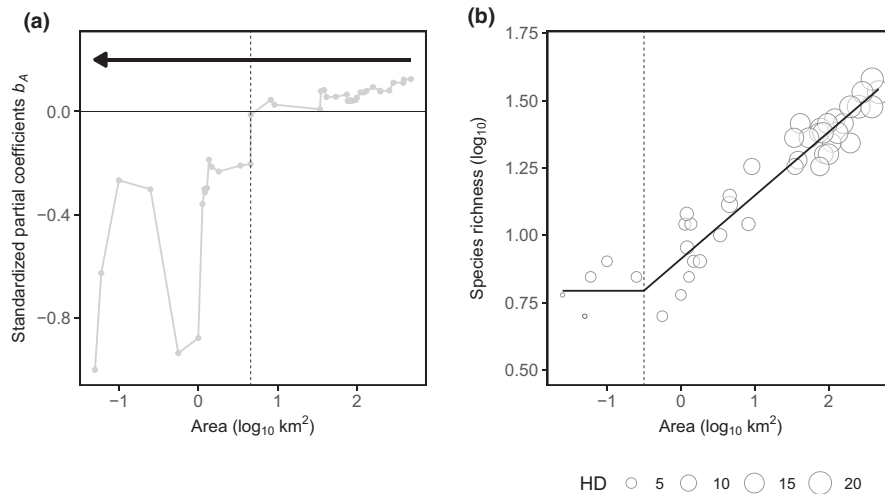 (a)
Standardized partial coefficients b_A
0.0
−0.4
−0.8
−1
0
1
2
Area (log₁₀ km²)
(b)
Species richness (log₁₀)
1.75
1.50
1.25
1.00
0.75
0.50
−1
0
1
2
Area (log₁₀ km²)
HD 5 10 15 20